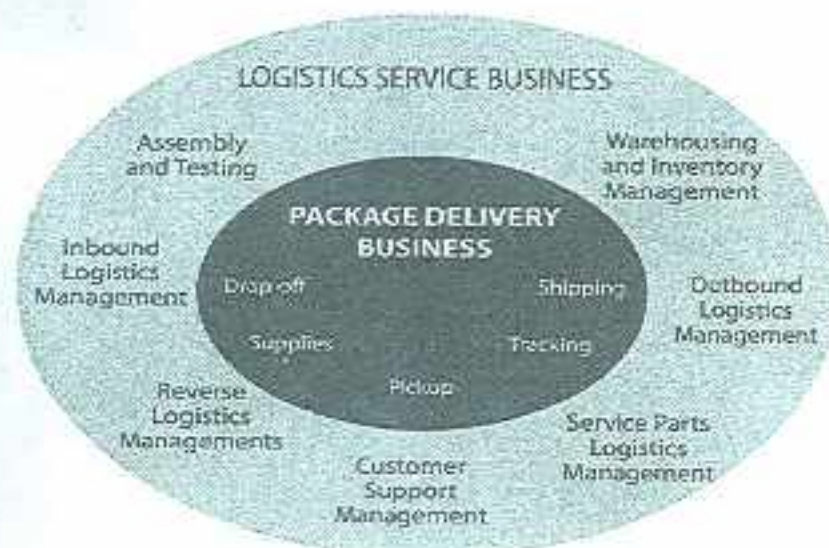 LOGISTICS SERVICE BUSINESS
Assembly
and Testing
Warehousing
and Inventory
Management
PACKAGE DELIVERY
BUSINESS
Inbound
Logistics
Management
Drop off
Shipping
Outbound
Logistics
Management
Supplies
Tracking
Pickup
Reverse
Logistics
Managements
Service Parts
Logistics
Management
Customer
Support
Management